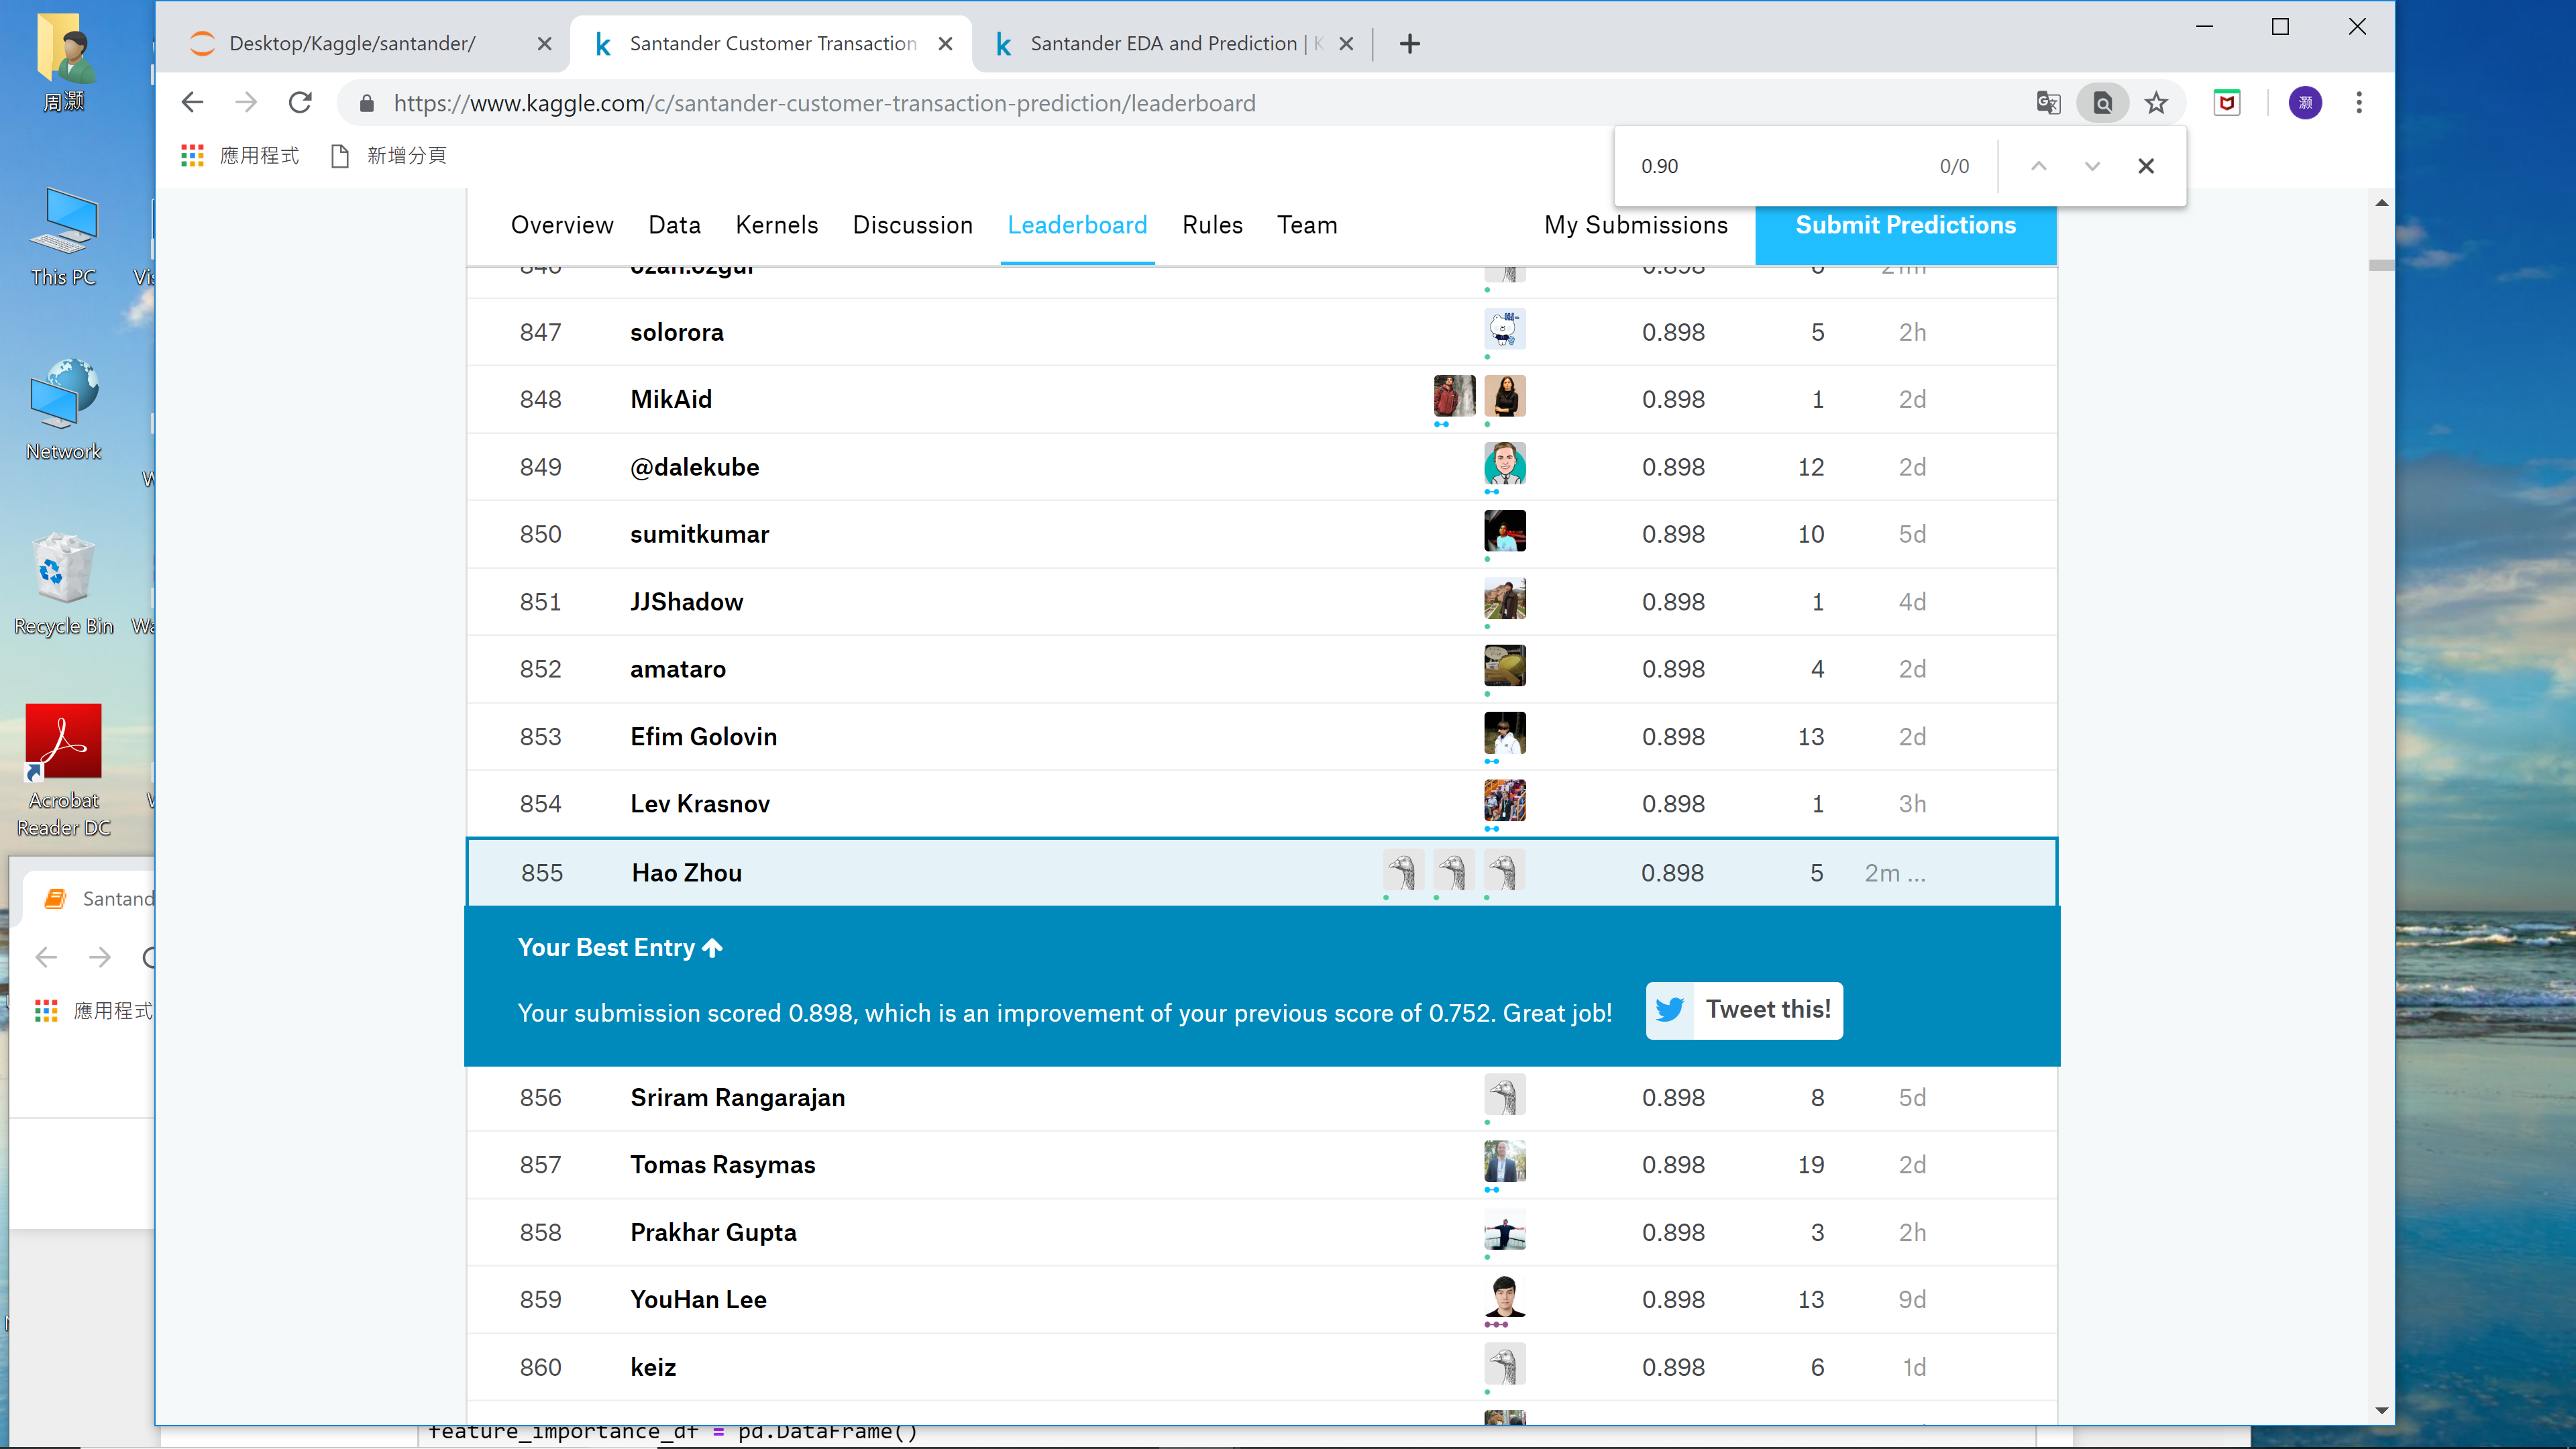 周灏
This PC
Network
Recycle Bin
Acrobat
Reader DC
Santand
應用程式
Desktop/Kaggle/santander/
Santander Customer Transaction
Santander EDA and Prediction | K
https://www.kaggle.com/c/santander-customer-transaction-prediction/leaderboard
灏
應用程式
新增分頁
0.90 0/0
Overview Data Kernels Discussion Leaderboard Rules Team My Submissions Submit Predictions
846 ozan.ozgur 0.898 6 21m
847 solorora 0.898 5 2h
848 MikAid 0.898 1 2d
849 @dalekube 0.898 12 2d
850 sumitkumar 0.898 10 5d
851 JJShadow 0.898 1 4d
852 amataro 0.898 4 2d
853 Efim Golovin 0.898 13 2d
854 Lev Krasnov 0.898 1 3h
855 Hao Zhou 0.898 5 2m ...
Your Best Entry
Your submission scored 0.898, which is an improvement of your previous score of 0.752. Great job! Tweet this!
856 Sriram Rangarajan 0.898 8 5d
857 Tomas Rasymas 0.898 19 2d
858 Prakhar Gupta 0.898 3 2h
859 YouHan Lee 0.898 13 9d
860 keiz 0.898 6 1d
feature_importance_df = pd.DataFrame()